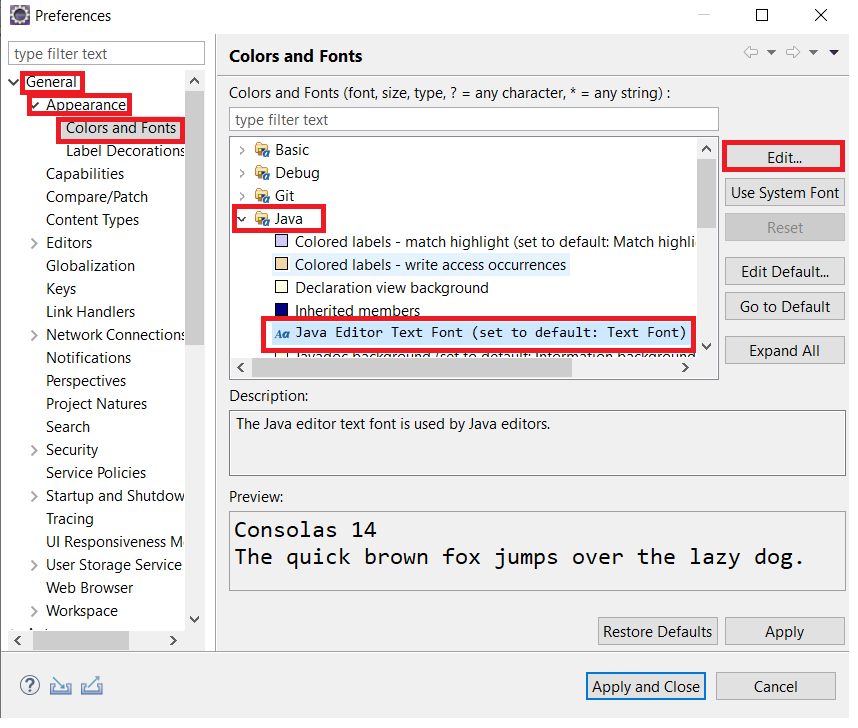 Preferences
type filter text
General
Appearance
Colors and Fonts
Label Decorations
Capabilities
Compare/Patch
Content Types
Editors
Globalization
Keys
Link Handlers
Network Connections
Notifications
Perspectives
Project Natures
Search
Security
Service Policies
Startup and Shutdow
Tracing
UI Responsiveness M
User Storage Service
Web Browser
Workspace
Colors and Fonts
Colors and Fonts (font, size, type, ? = any character, * = any string) :
type filter text
Basic
Debug
Git
Java
Colored labels - match highlight (set to default: Match highli
Colored labels - write access occurrences
Declaration view background
Inherited members
Aa Java Editor Text Font (set to default: Text Font)
Javadoc background (set to default: Information background
Edit...
Use System Font
Reset
Edit Default...
Go to Default
Expand All
Description:
The Java editor text font is used by Java editors.
Preview:
Consolas 14
The quick brown fox jumps over the lazy dog.
Restore Defaults
Apply
?
Apply and Close
Cancel